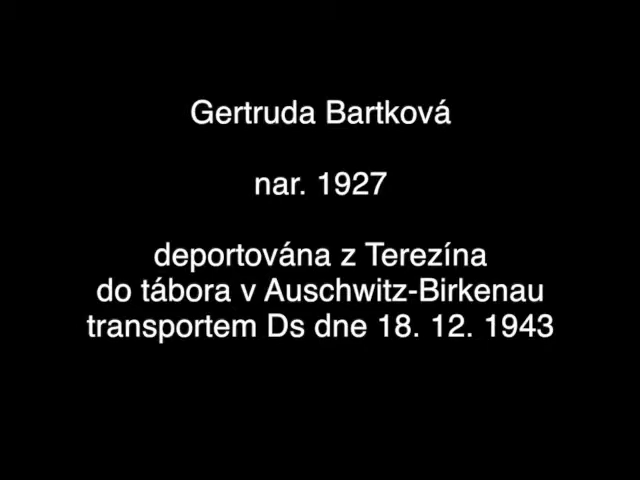 Gertruda Bartková
nar. 1927
deportována z Terezína
do tábora v Auschwitz-Birkenau
transportem Ds dne 18. 12. 1943